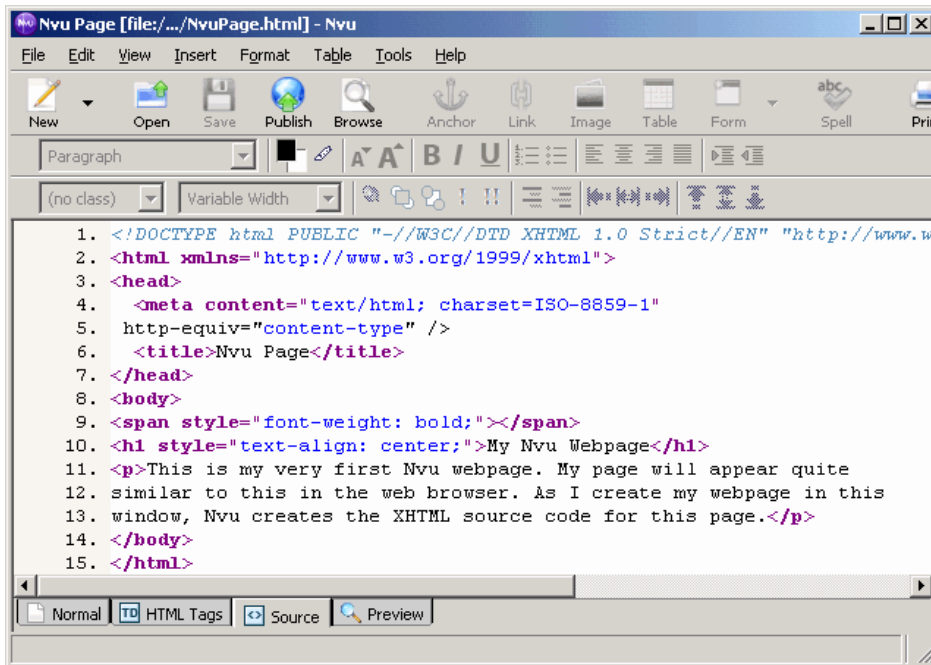 Nvu Page [file:/.../NvuPage.html] - Nvu
File Edit View Insert Format Table Tools Help
New Open Save Publish Browse Anchor Link Image Table Form Spell Pri
Paragraph
(no class) Variable Width
1. <!DOCTYPE html PUBLIC "-//W3C//DTD XHTML 1.0 Strict//EN" "http://www.w
2. <html xmlns="http://www.w3.org/1999/xhtml">
3. <head>
4. <meta content="text/html; charset=ISO-8859-1"
5. http-equiv="content-type" />
6. <title>Nvu Page</title>
7. </head>
8. <body>
9. <span style="font-weight: bold;"></span>
10. <h1 style="text-align: center;">My Nvu Webpage</h1>
11. <p>This is my very first Nvu webpage. My page will appear quite
12. similar to this in the web browser. As I create my webpage in this
13. window, Nvu creates the XHTML source code for this page.</p>
14. </body>
15. </html>
Normal TD HTML Tags Source Preview